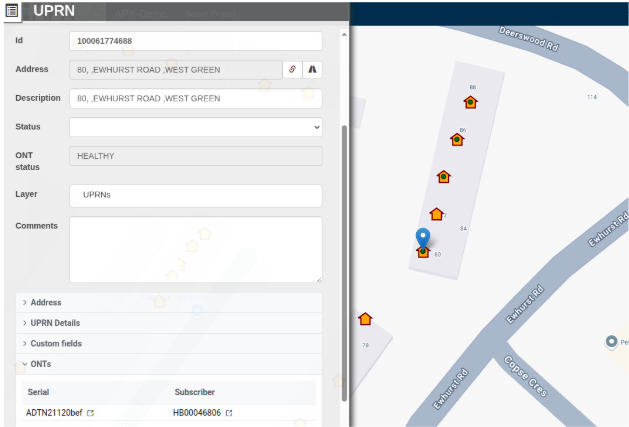 UPRN
Id
100061774688
Address
80, ,EWHURST ROAD ,WEST GREEN
Description
80, ,EWHURST ROAD ,WEST GREEN
Status
ONT
status
HEALTHY
Layer
UPRNs
Comments
> Address
> UPRN Details
> Custom fields
ONTs
Serial
Subscriber
ADTN21120bef
HB00046806
Deerswood Rd
88
114
86
84
80
Ewhurst Rd
Ewhurst Rd
78
Pe
Copse Cres
Ewhurst Rd